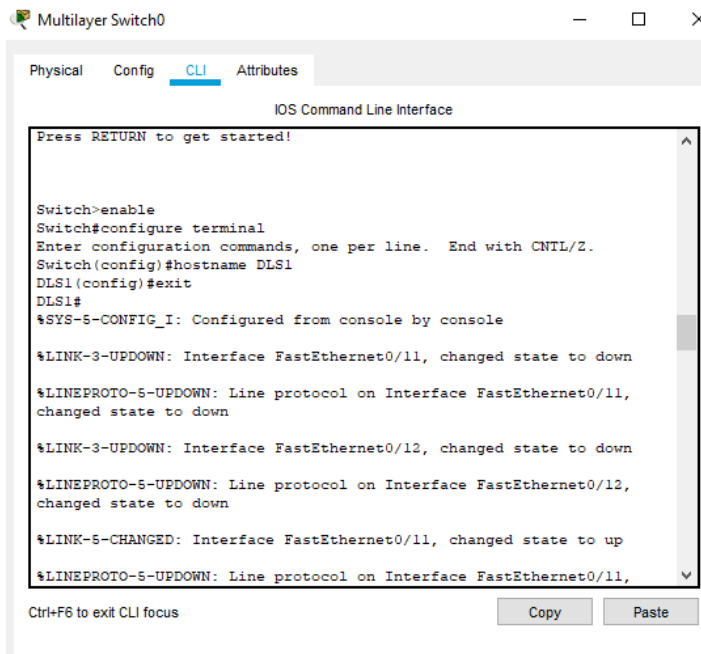 Multilayer Switch0
Physical Config CLI Attributes
IOS Command Line Interface
Press RETURN to get started!
Switch>enable
Switch#configure terminal
Enter configuration commands, one per line.  End with CNTL/Z.
Switch(config)#hostname DLS1
DLS1(config)#exit
DLS1#
%SYS-5-CONFIG_I: Configured from console by console
%LINK-3-UPDOWN: Interface FastEthernet0/11, changed state to down
%LINEPROTO-5-UPDOWN: Line protocol on Interface FastEthernet0/11,
changed state to down
%LINK-3-UPDOWN: Interface FastEthernet0/12, changed state to down
%LINEPROTO-5-UPDOWN: Line protocol on Interface FastEthernet0/12,
changed state to down
%LINK-5-CHANGED: Interface FastEthernet0/11, changed state to up
%LINEPROTO-5-UPDOWN: Line protocol on Interface FastEthernet0/11,
Ctrl+F6 to exit CLI focus
Copy Paste